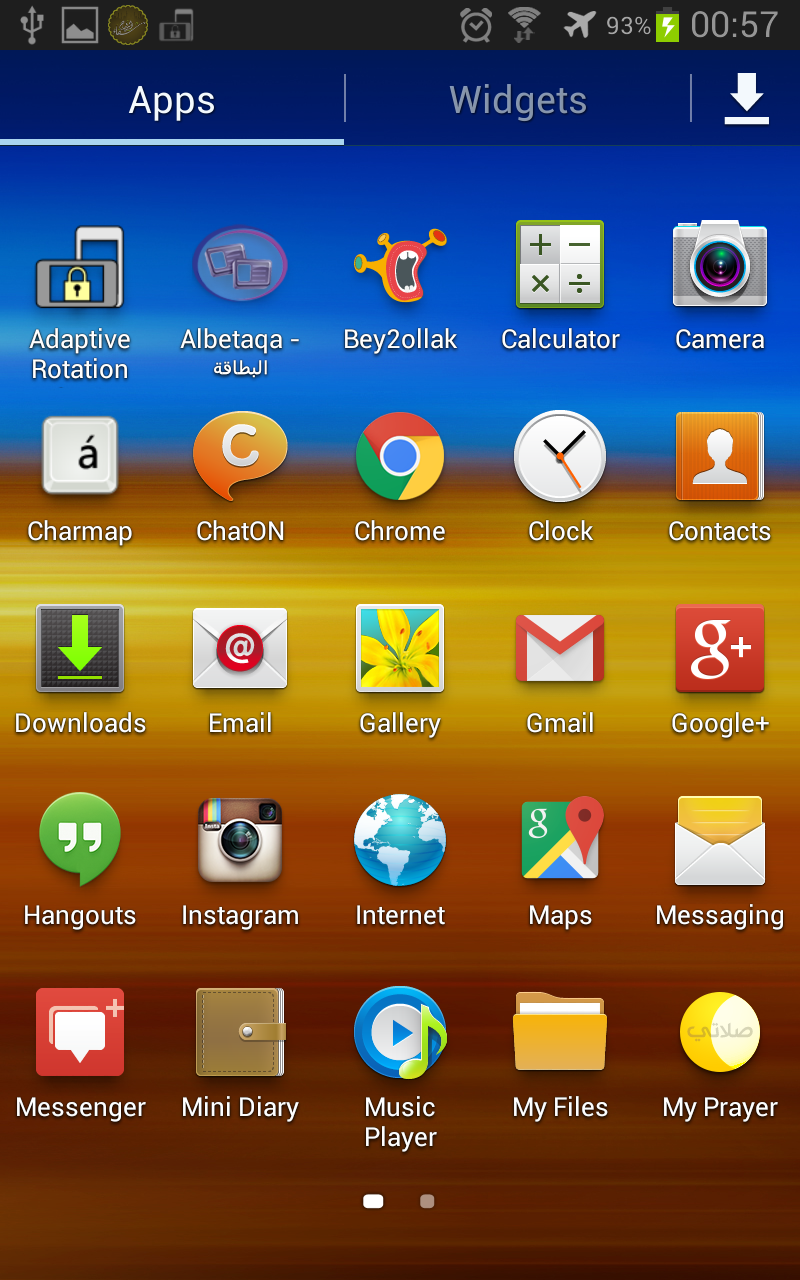 93% 00:57
Apps Widgets
Adaptive Rotation
Albetaqa - البطاقة
Bey2ollak
Calculator
Camera
á
Charmap
C
ChatON
Chrome
Clock
Contacts
Downloads
@
Email
Gallery
Gmail
g+
Google+
Hangouts
Insta
Instagram
Internet
g
Maps
Messaging
Messenger
Mini Diary
Music Player
My Files
صلاتي
My Prayer